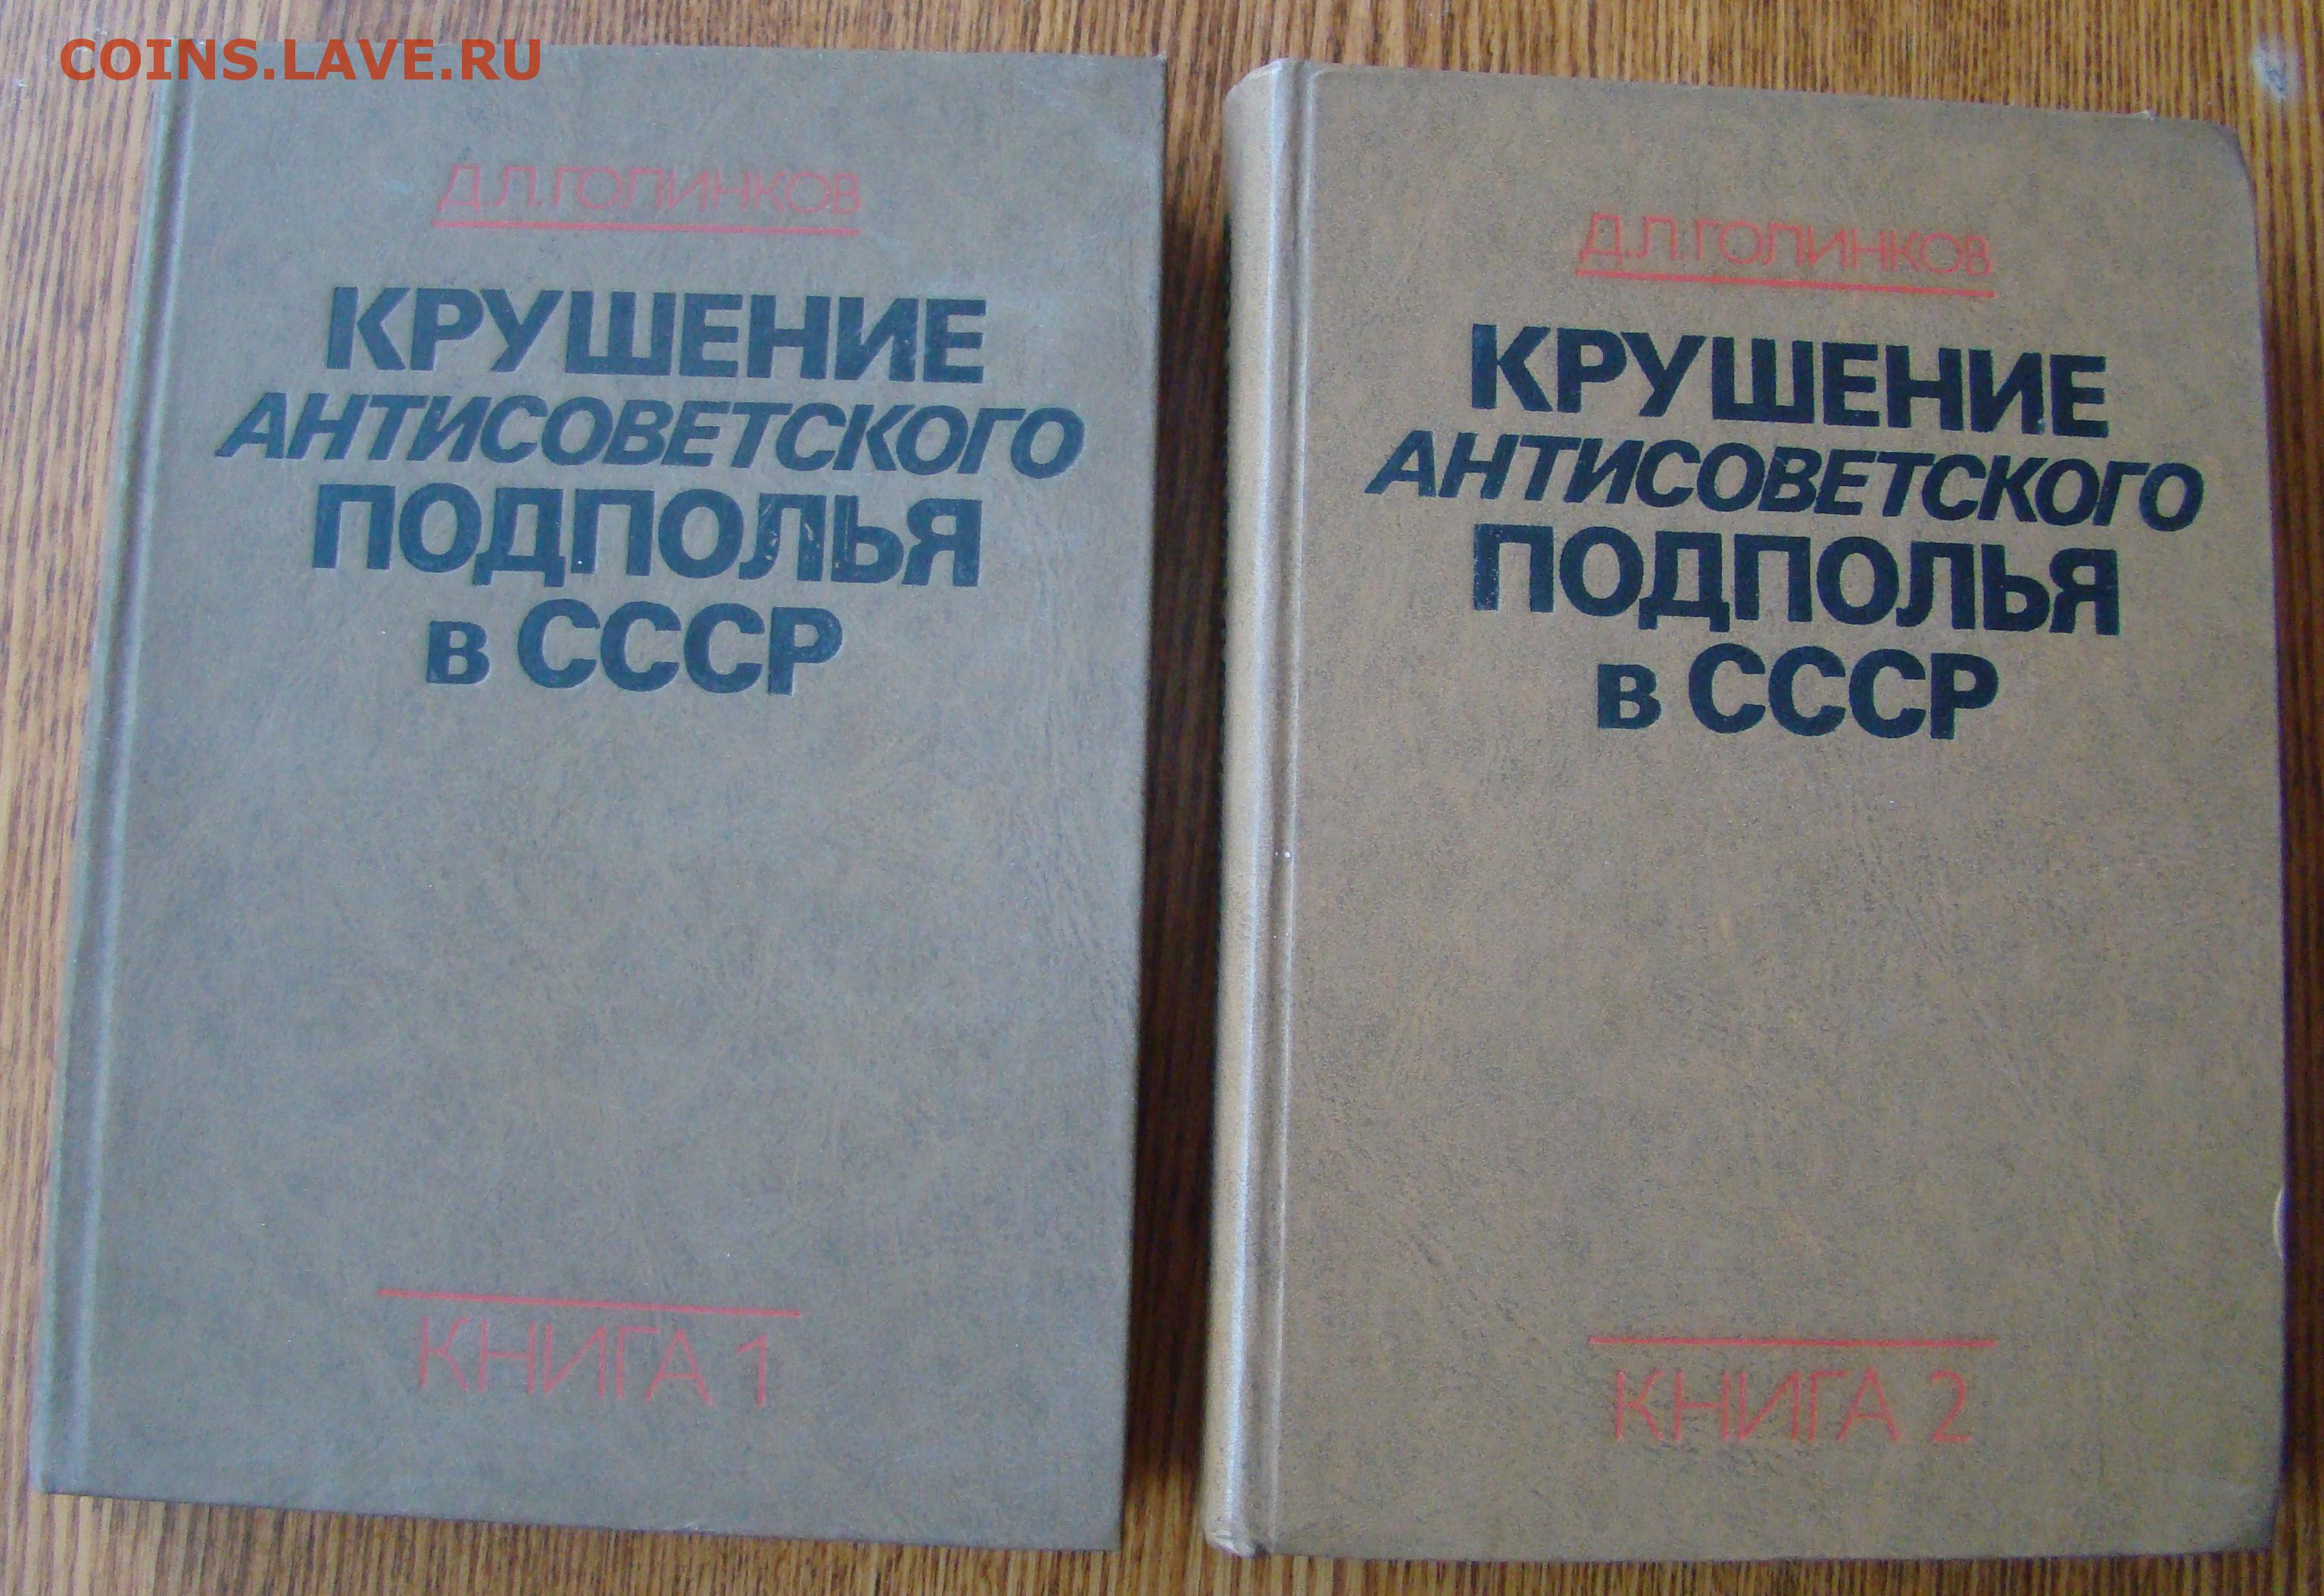 COINS.LAVE.RU
Д.Л.ГОЛИНКОВ
КРУШЕНИЕ
АНТИСОВЕТСКОГО
ПОДПОЛЬЯ
в СССР
КНИГА 1
Д.Л.ГОЛИНКОВ
КРУШЕНИЕ
АНТИСОВЕТСКОГО
ПОДПОЛЬЯ
в СССР
КНИГА 2